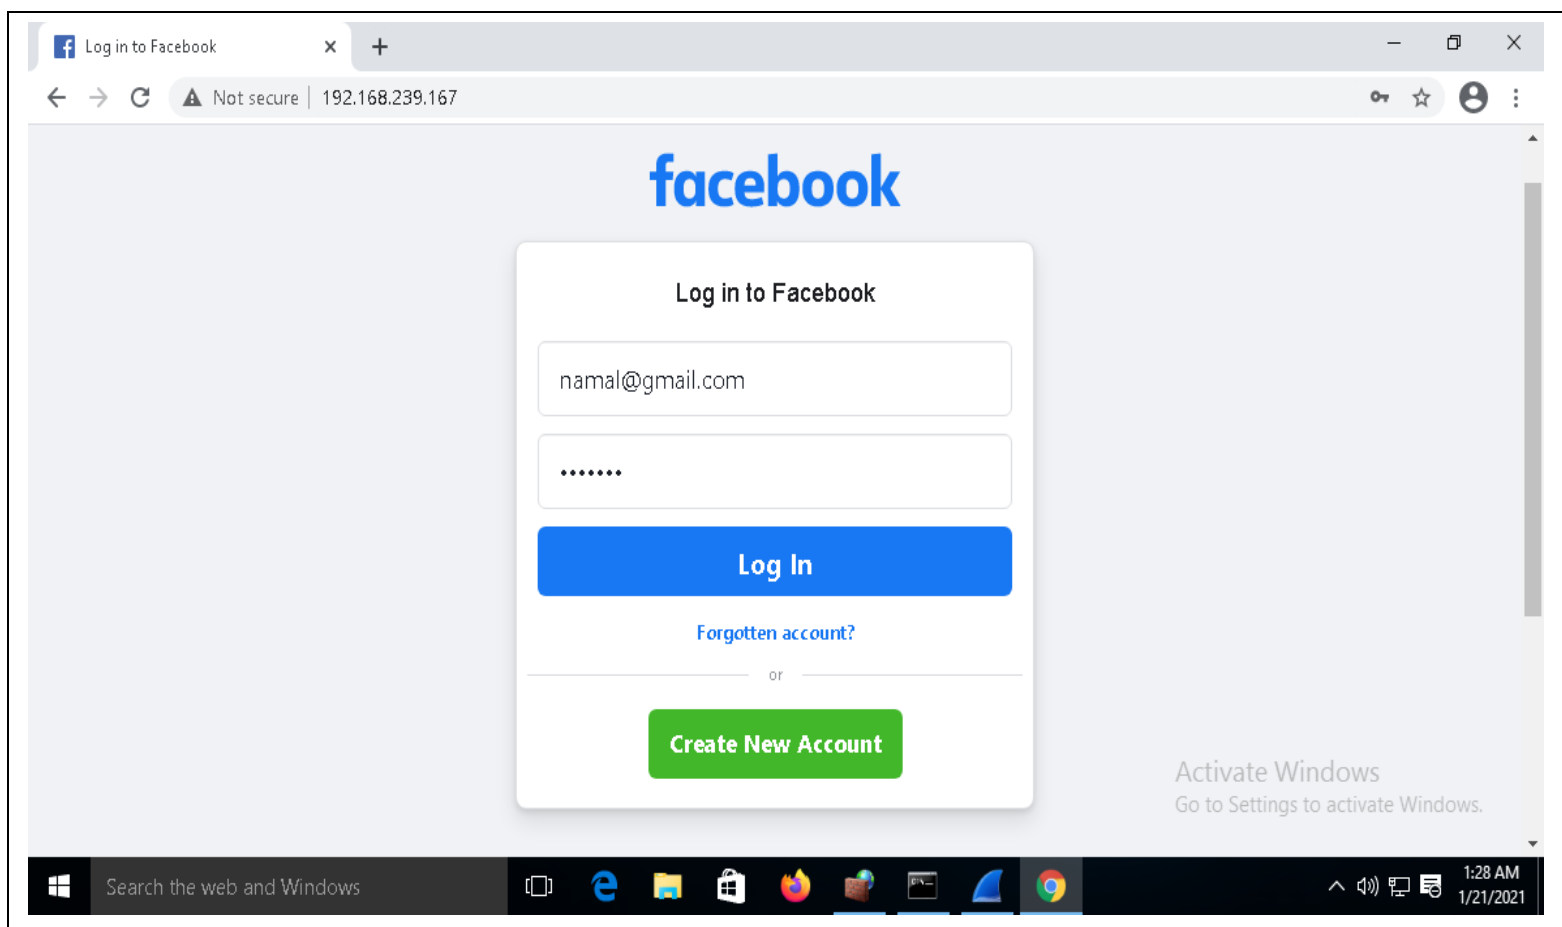 Log in to Facebook
Not secure | 192.168.239.167
facebook
Log in to Facebook
namal@gmail.com
•••••••
Log In
Forgotten account?
or
Create New Account
Activate Windows
Go to Settings to activate Windows.
Search the web and Windows
1:28 AM
1/21/2021